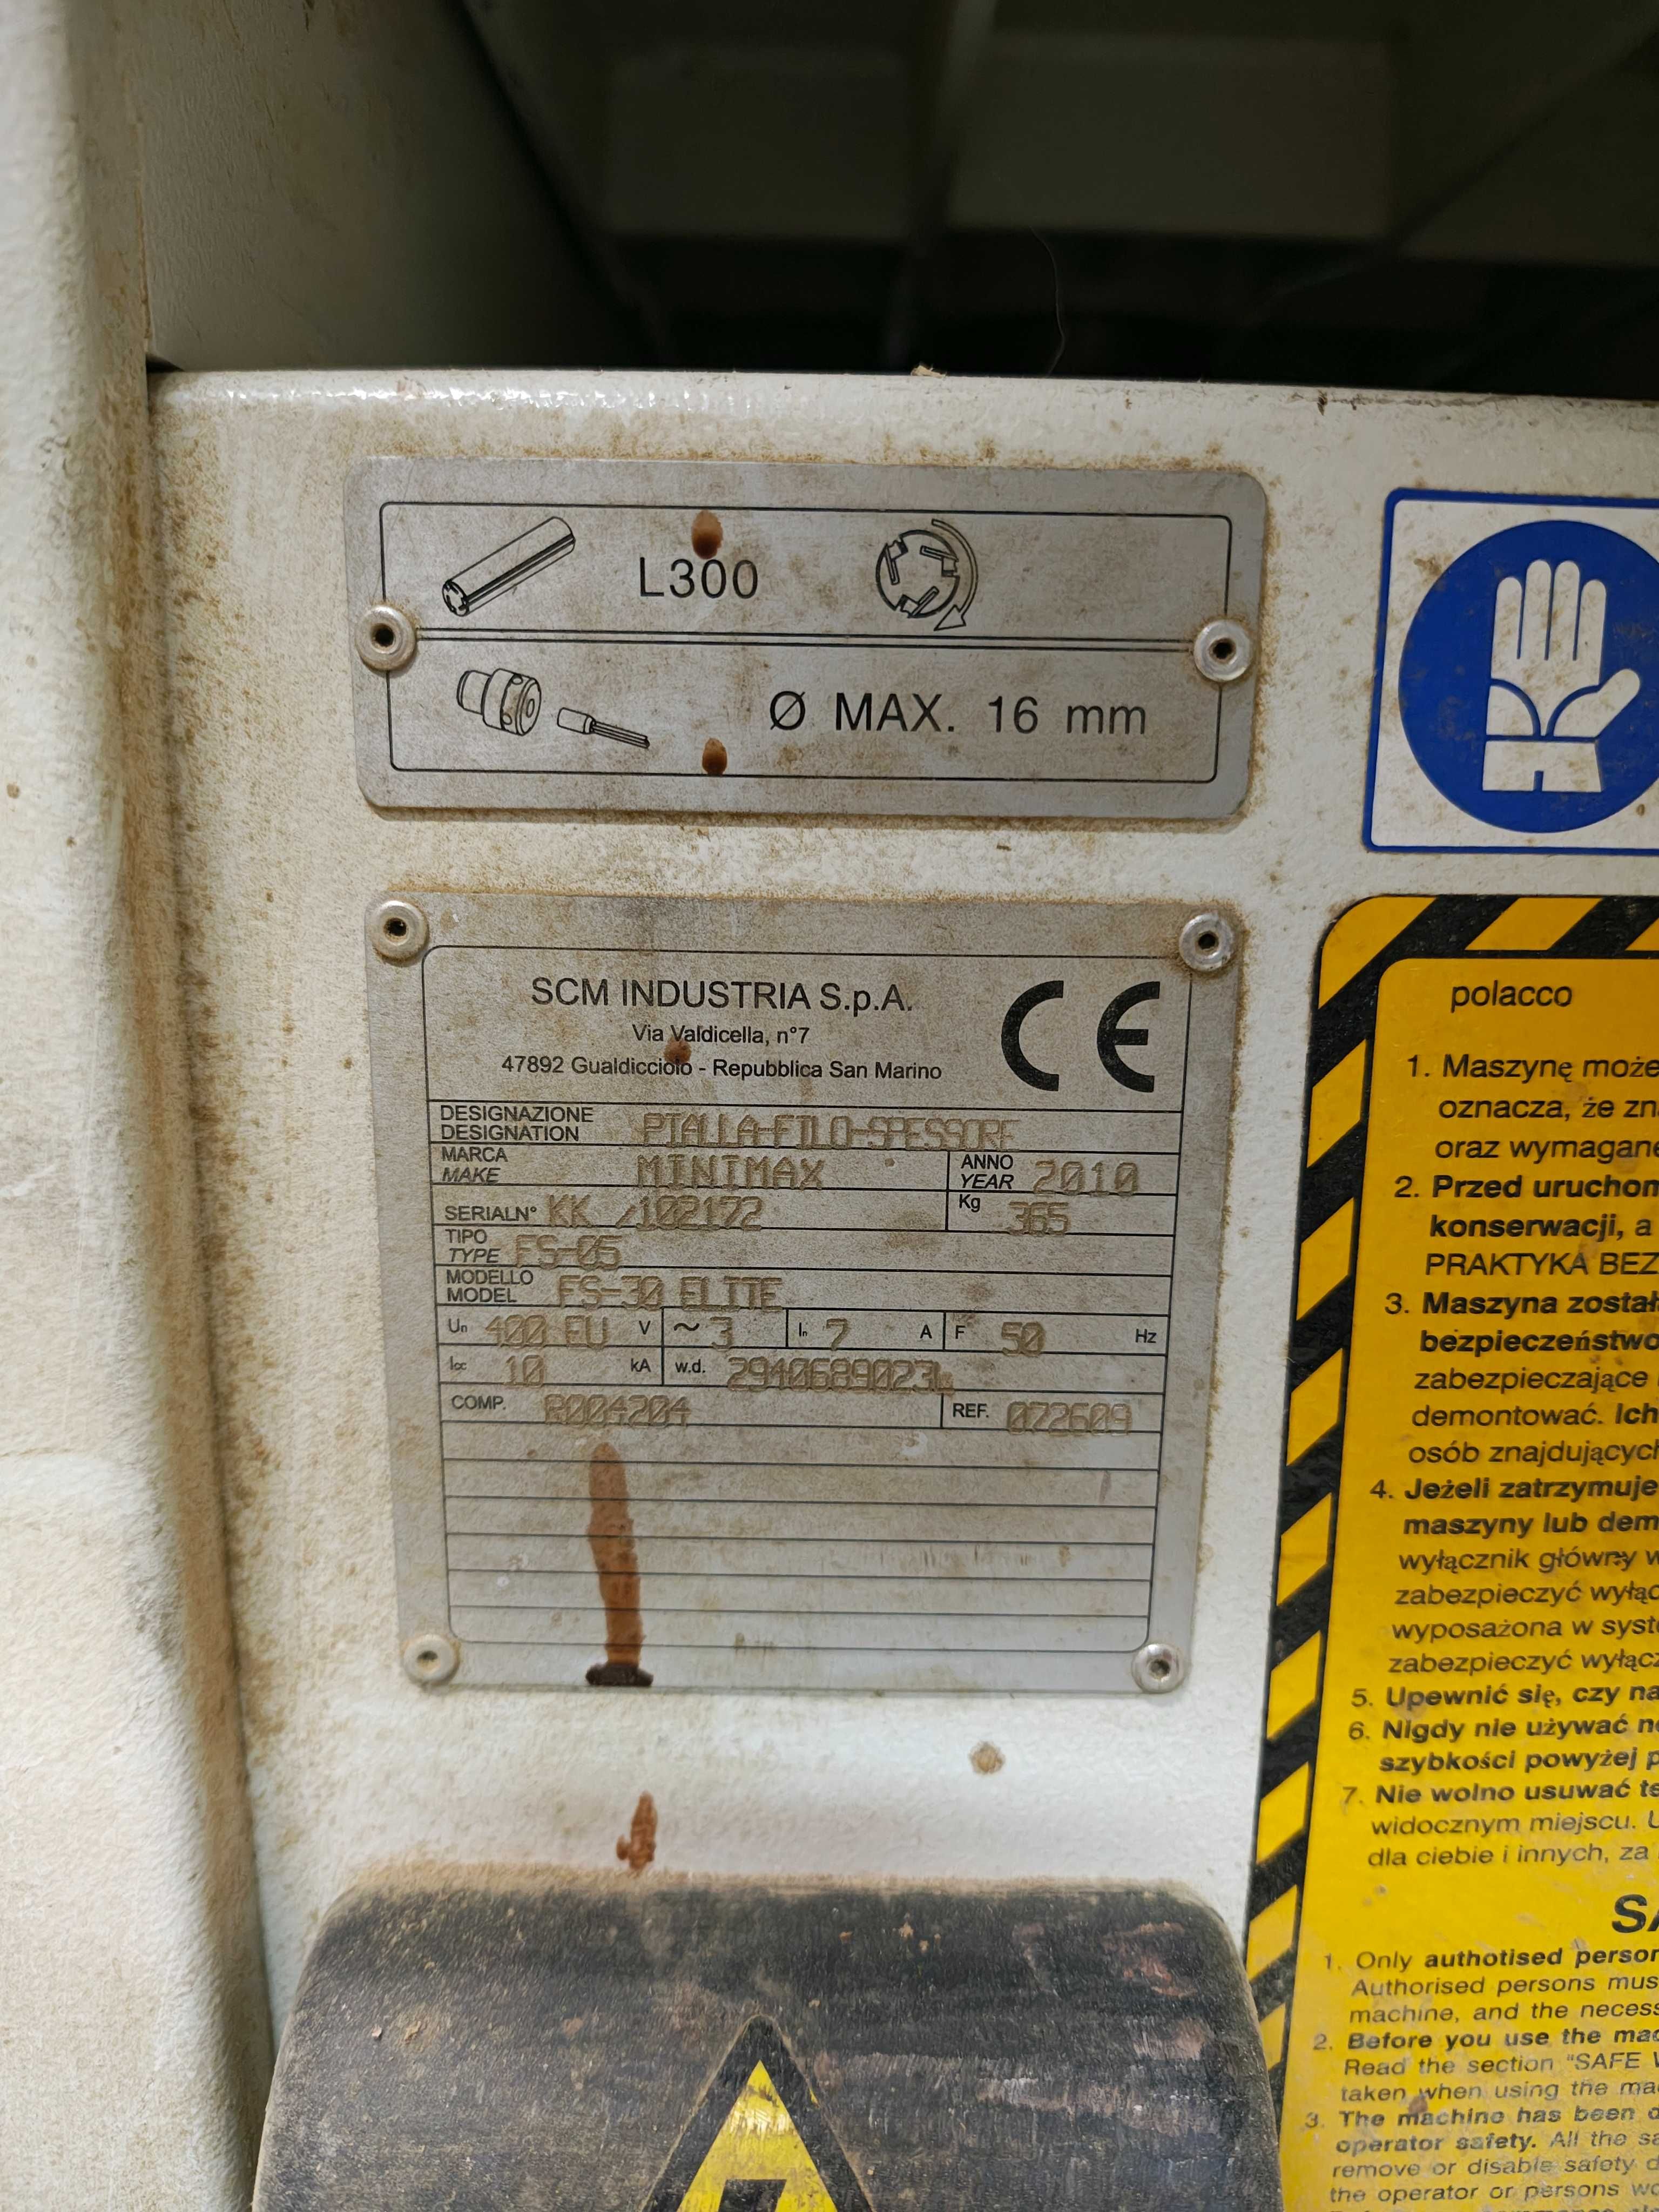 L300
Ø MAX. 16 mm
SCM INDUSTRIA S.p.A.
Via Valdicella, n°7
47892 Gualdicciolo - Repubblica San Marino
CE
DESIGNAZIONE
DESIGNATION PIALLA-FILO-SPESSORE
MARCA
MAKE MINIMAX
ANNO
YEAR 2010
SERIALN° KK /102172
Kg 365
TIPO
TYPE FS-05
MODELLO
MODEL FS-30 ELITE
Un 400 EU V ~ 3 In 7 A F 50 Hz
Icc 10 kA w.d.
COMP. R004204 REF. 072609
polacco
1. Maszynę może
oznacza, że zn
oraz wymagane
2. Przed uruchom
konserwacji, a
PRAKTYKA BEZ
3. Maszyna został
bezpieczeństwo
zabezpieczające
demontować. Ich
osób znajdujących
4. Jeżeli zatrzymuje
maszyny lub dem
wyłącznik główny w
zabezpieczyć wyłąc
wyposażona w syst
zabezpieczyć wyłącz
5. Upewnić się, czy na
6. Nigdy nie używać n
szybkości powyżej p
7. Nie wolno usuwać te
widocznym miejscu. U
dla ciebie i innych, za
SA
1. Only authotised person
Authorised persons mus
machine, and the necess
2. Before you use the mac
Read the section "SAFE W
taken when using the ma
3. The machine has been o
operator safety. All the sa
remove or disable safety d
the operator or persons wo